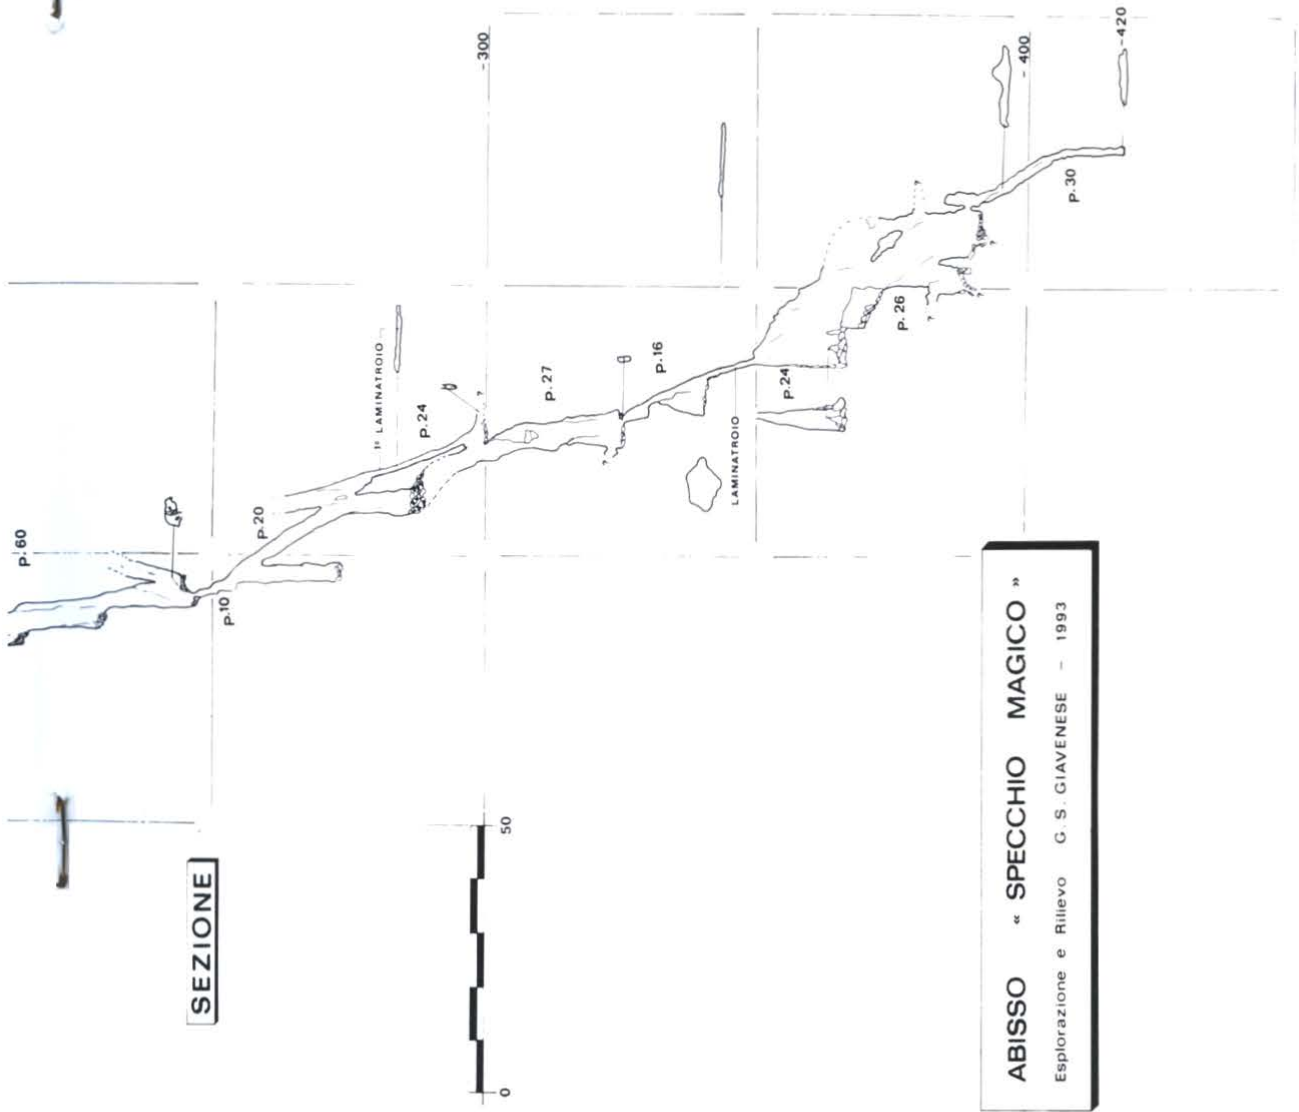 SEZIONE
P. 60
P. 10
P. 20
1° LAMINATROIO
P. 24
?
- 300
P. 27
?
P. 16
LAMINATROIO
P. 24
P. 26
?
?
?
?
- 400
P. 30
- 420
0
50
ABISSO « SPECCHIO MAGICO »
Esplorazione e Rilievo G. S. GIAVENESE – 1993